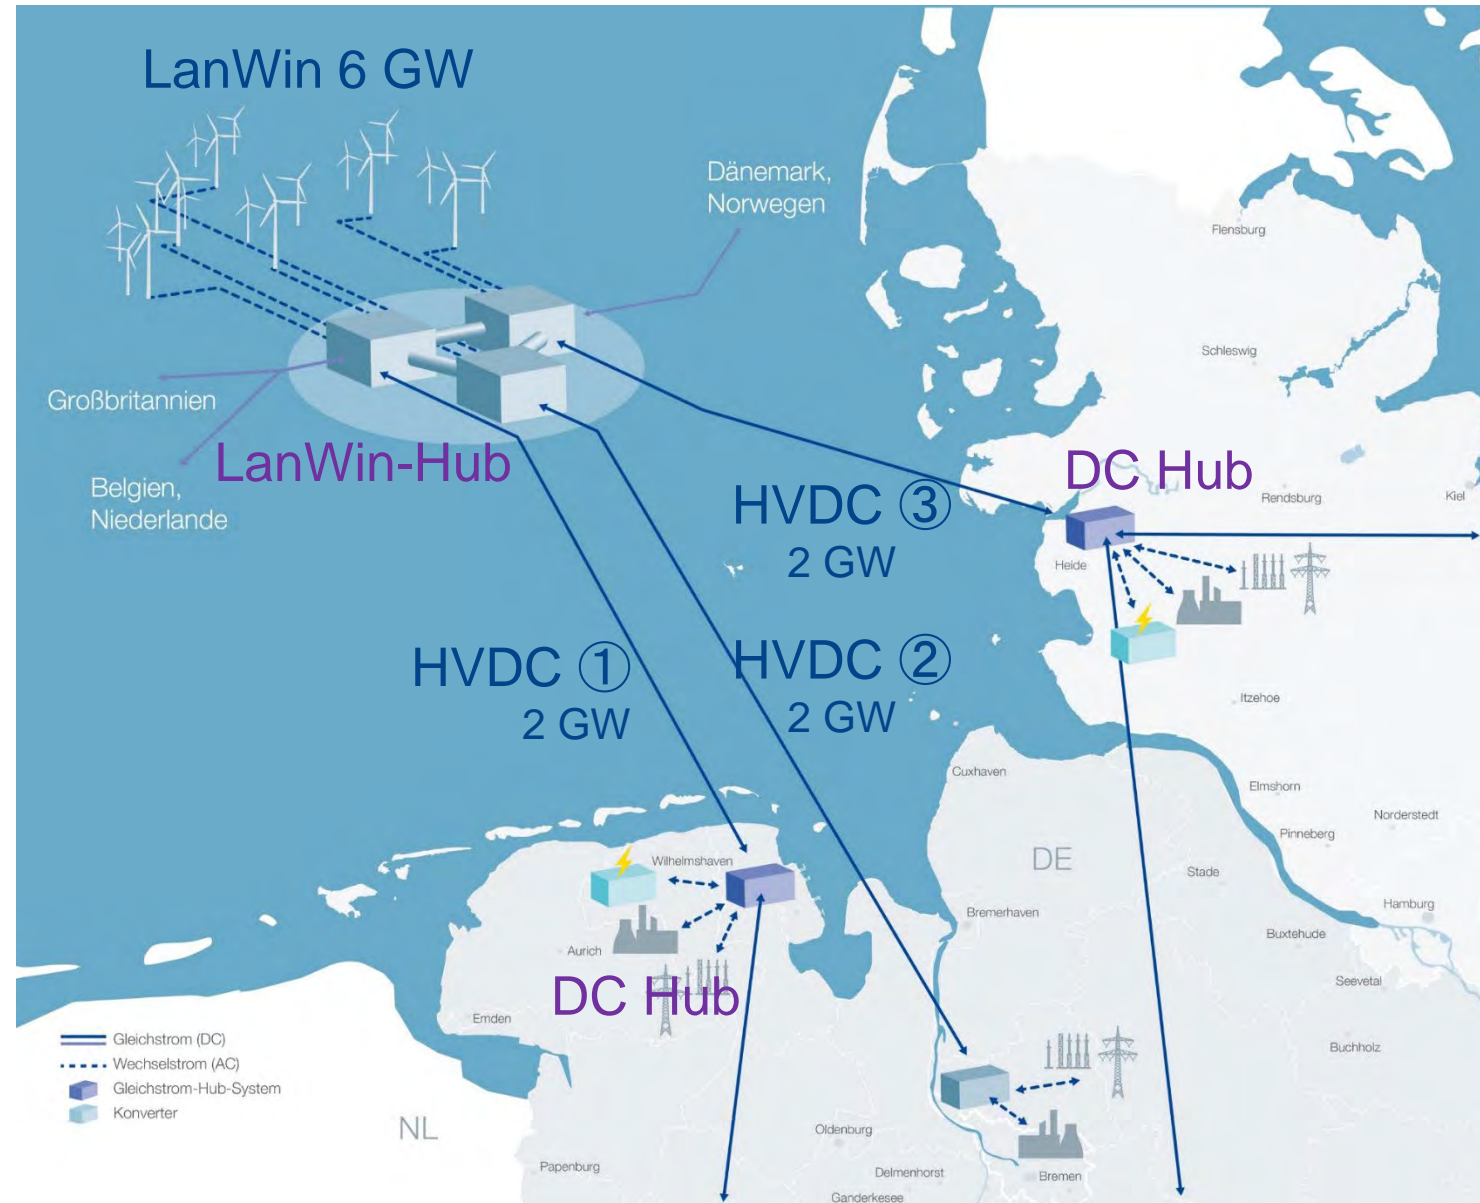 LanWin 6 GW
Dänemark,
Norwegen
Flensburg
Schleswig
Großbritannien
LanWin-Hub
Belgien,
Niederlande
DC Hub
Rendsburg
Kiel
HVDC ③
2 GW
Heide
HVDC ①
2 GW
HVDC ②
2 GW
Itzehoe
Cuxhaven
Elmshorn
Norderstedt
Pinneberg
Wilhelmshaven
DE
Stade
Hamburg
Bremerhaven
Buxtehude
Aurich
DC Hub
Seevetal
Emden
Buchholz
Gleichstrom (DC)
Wechselstrom (AC)
Gleichstrom-Hub-System
Konverter
NL
Oldenburg
Papenburg
Delmenhorst
Bremen
Ganderkesee